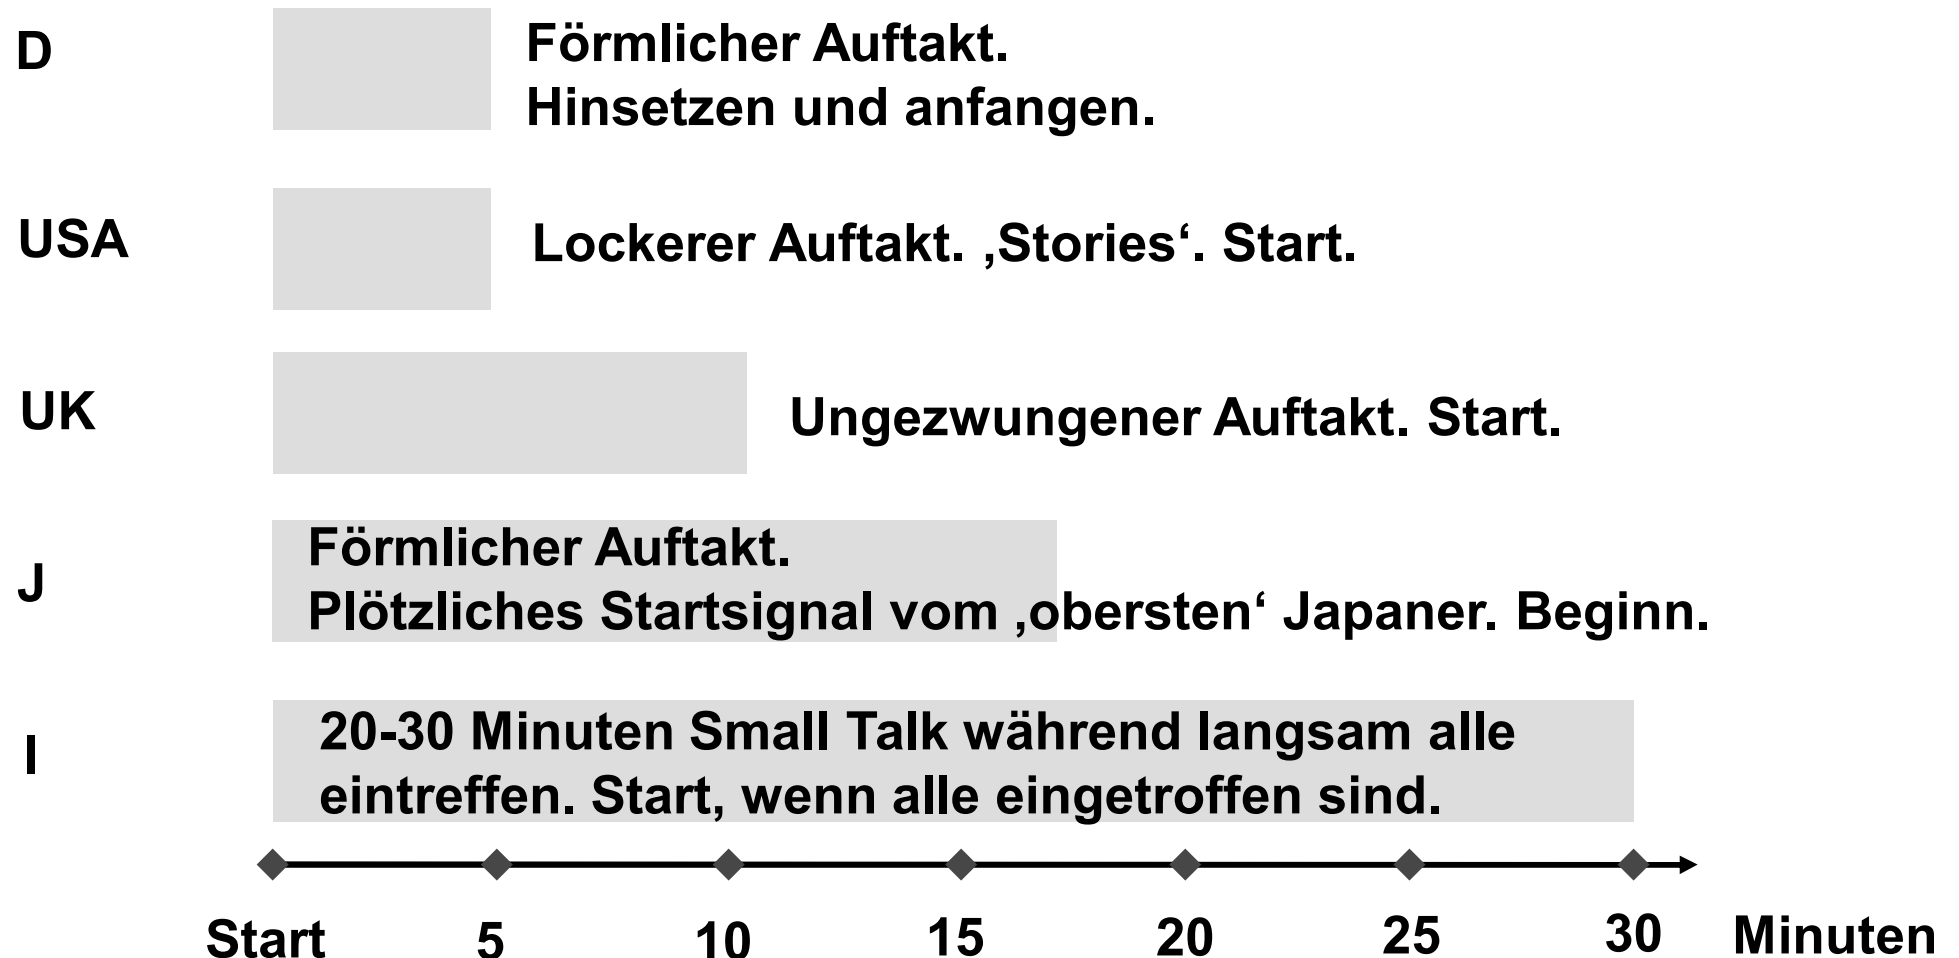 D
Förmlicher Auftakt.
Hinsetzen und anfangen.
USA
Lockerer Auftakt. ‚Stories‘. Start.
UK
Ungezwungener Auftakt. Start.
J
Förmlicher Auftakt.
Plötzliches Startsignal vom ‚obersten‘ Japaner. Beginn.
I
20-30 Minuten Small Talk während langsam alle
eintreffen. Start, wenn alle eingetroffen sind.
Start 5 10 15 20 25 30 Minuten